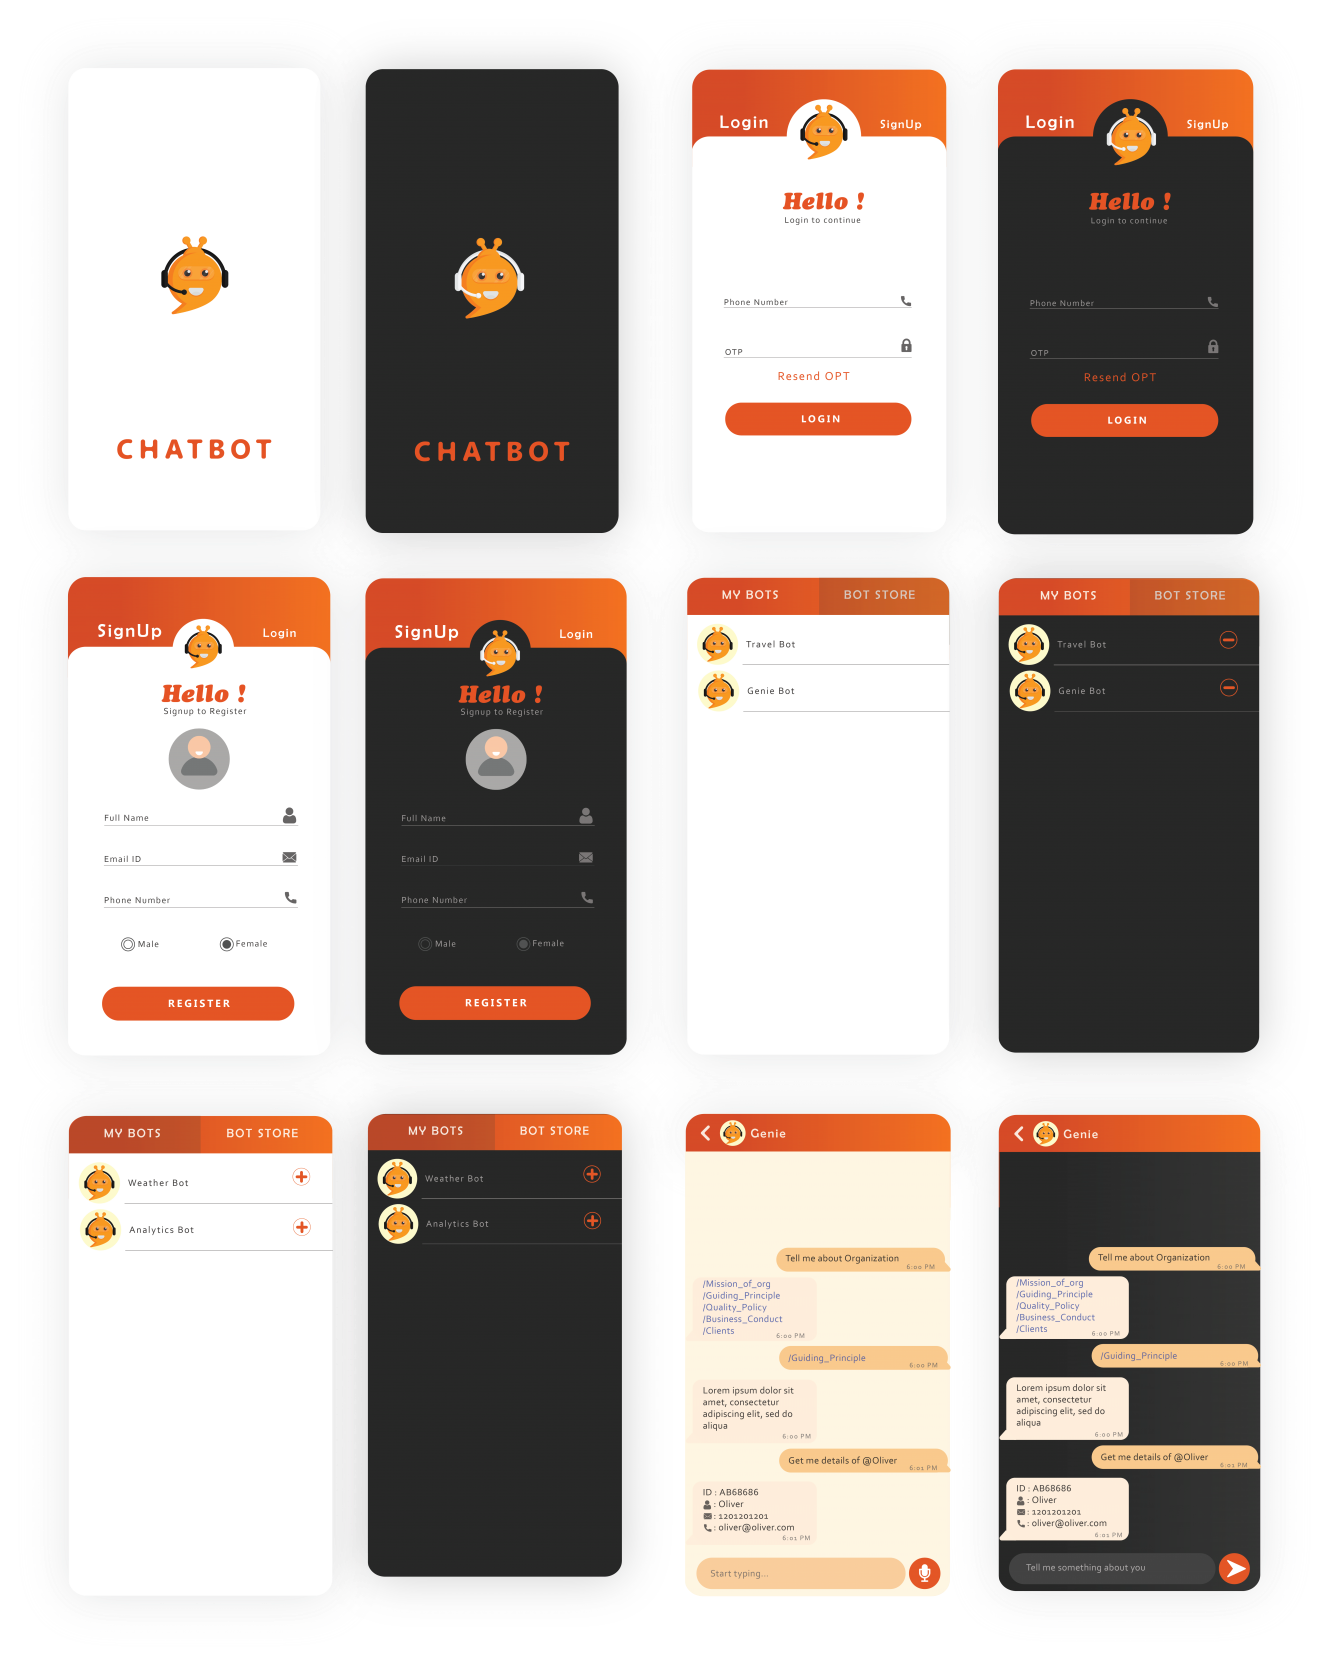 CHATBOT
CHATBOT
Login
SignUp
Hello !
Login to continue
Phone Number
OTP
Resend OPT
LOGIN
Login
SignUp
Hello !
Login to continue
Phone Number
OTP
Resend OPT
LOGIN
SignUp
Login
Hello !
Signup to Register
Full Name
Email ID
Phone Number
Male
Female
REGISTER
SignUp
Login
Hello !
Signup to Register
Full Name
Email ID
Phone Number
Male
Female
REGISTER
MY BOTS
BOT STORE
Travel Bot
Genie Bot
MY BOTS
BOT STORE
Travel Bot
Genie Bot
MY BOTS
BOT STORE
Weather Bot
Analytics Bot
MY BOTS
BOT STORE
Weather Bot
Analytics Bot
Genie
Tell me about Organization
6:00 PM
/Mission_of_org
/Guiding_Principle
/Quality_Policy
/Business_Conduct
/Clients
6:00 PM
/Guiding_Principle
6:00 PM
Lorem ipsum dolor sit
amet, consectetur
adipiscing elit, sed do
aliqua
6:00 PM
Get me details of @Oliver
6:01 PM
ID : AB68686
: Oliver
: 1201201201
: oliver@oliver.com
6:01 PM
Start typing...
Genie
Tell me about Organization
6:00 PM
/Mission_of_org
/Guiding_Principle
/Quality_Policy
/Business_Conduct
/Clients
6:00 PM
/Guiding_Principle
6:00 PM
Lorem ipsum dolor sit
amet, consectetur
adipiscing elit, sed do
aliqua
6:00 PM
Get me details of @Oliver
6:01 PM
ID : AB68686
: Oliver
: 1201201201
: oliver@oliver.com
6:01 PM
Tell me something about you